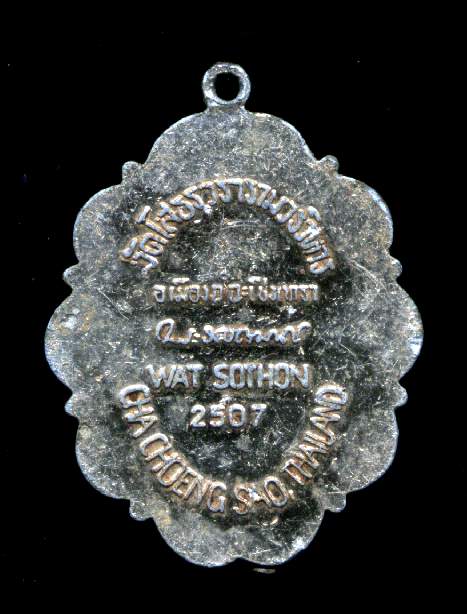 วัดโสธรวรารามวรวิหาร
อ.เมือง จ.ฉะเชิงเทรา
WAT SOTHON
2507
CHA CHOENG SAO, THAILAND